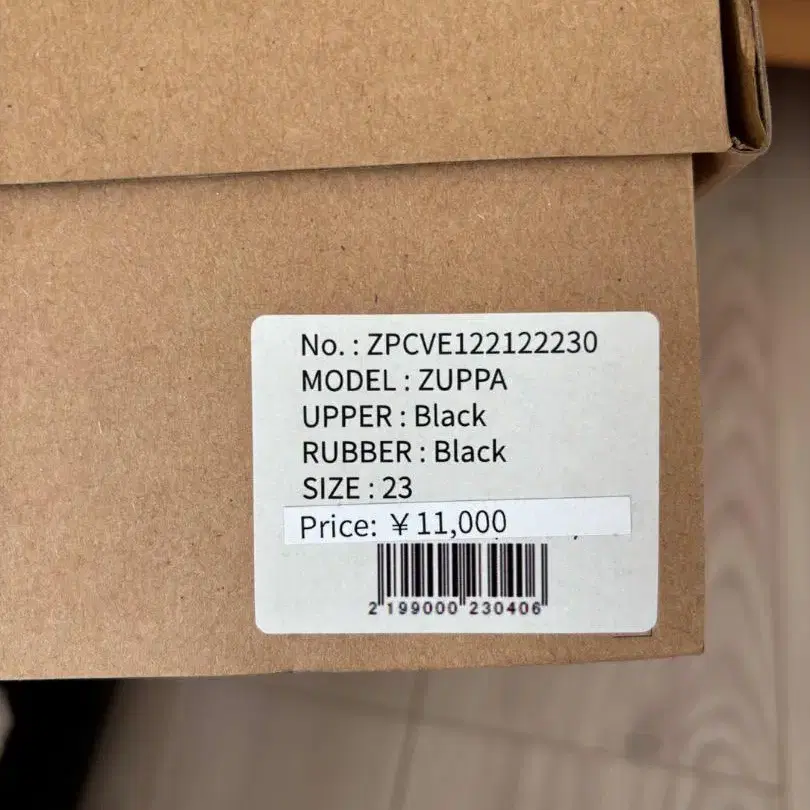 No. : ZPCVE122122230
MODEL : ZUPPA
UPPER : Black
RUBBER : Black
SIZE : 23
Price: ¥ 11,000
2 199000 230406